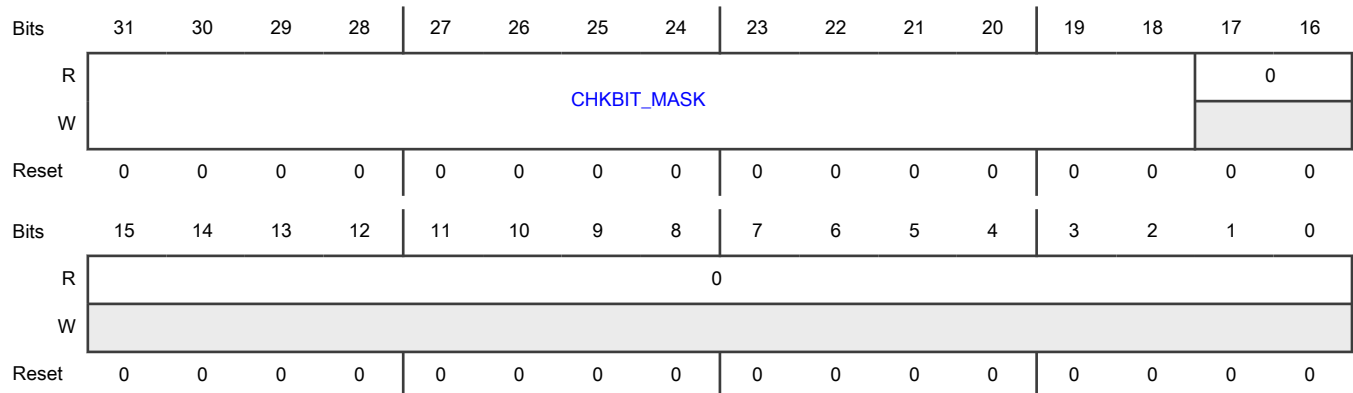 Bits 31 30 29 28 27 26 25 24 23 22 21 20 19 18 17 16
R 0
CHKBIT_MASK
W
Reset 0 0 0 0 0 0 0 0 0 0 0 0 0 0 0 0
Bits 15 14 13 12 11 10 9 8 7 6 5 4 3 2 1 0
R 0
W
Reset 0 0 0 0 0 0 0 0 0 0 0 0 0 0 0 0